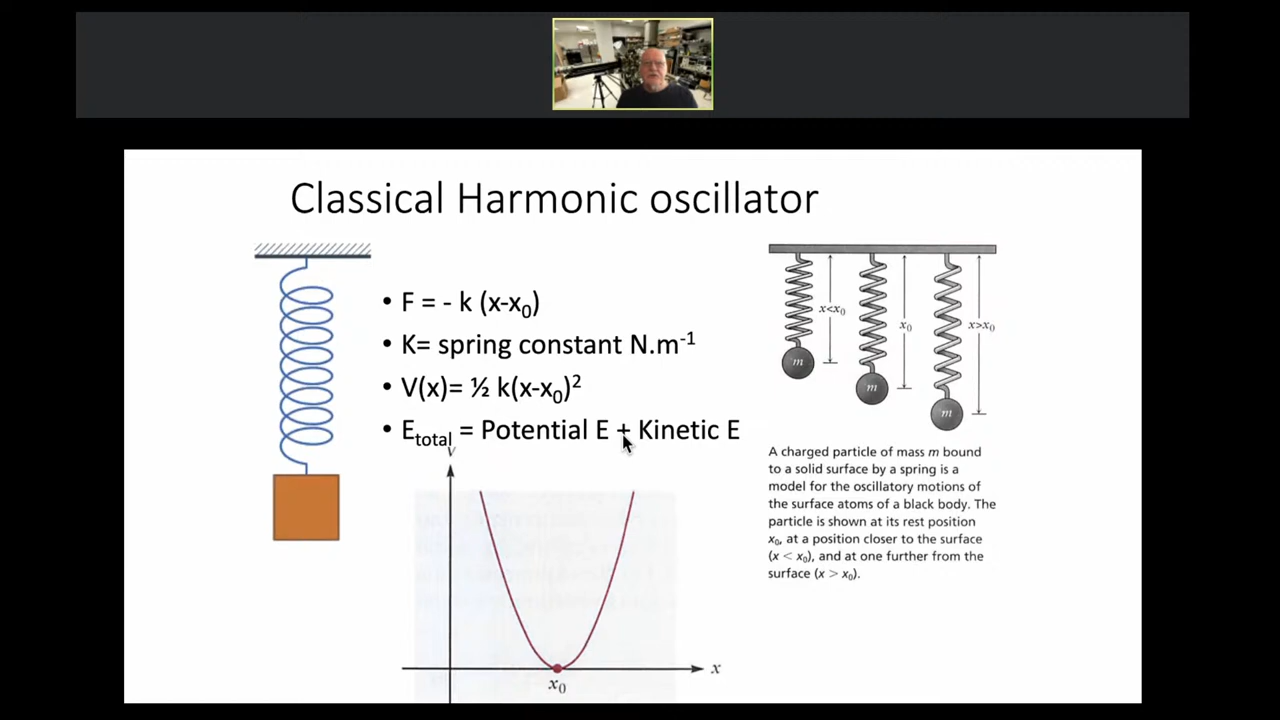 Classical Harmonic oscillator
• F = - k (x-x₀)
• K= spring constant N.m⁻¹
• V(x)= ½ k(x-x₀)²
• Eₜₒₜₐₗ = Potential E + Kinetic E
V
x
x₀
x<x₀
x₀
x>x₀
m
m
m
A charged particle of mass m bound
to a solid surface by a spring is a
model for the oscillatory motions of
the surface atoms of a black body. The
particle is shown at its rest position
x₀, at a position closer to the surface
(x < x₀), and at one further from the
surface (x > x₀).